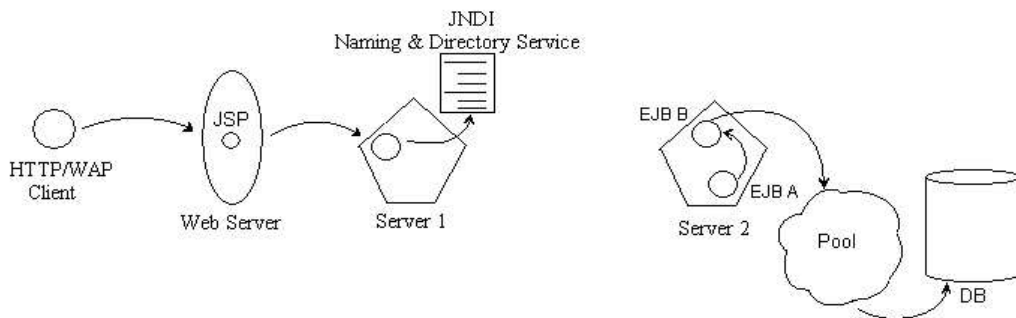 JNDI
Naming & Directory Service
JSP
HTTP/WAP
Client
Web Server
Server 1
EJB B
EJB A
Server 2
Pool
DB